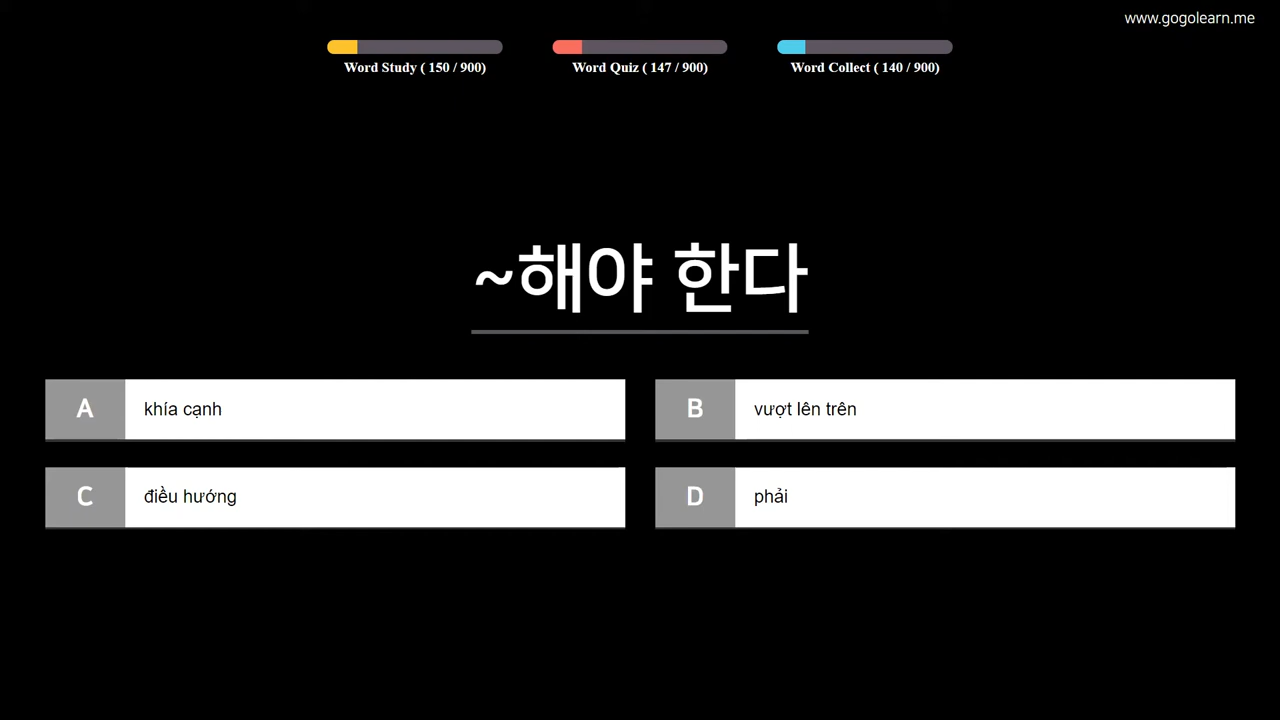 www.gogolearn.me
Word Study ( 150 / 900)
Word Quiz ( 147 / 900)
Word Collect ( 140 / 900)
~해야 한다
A khía cạnh
B vượt lên trên
C điều hướng
D phải